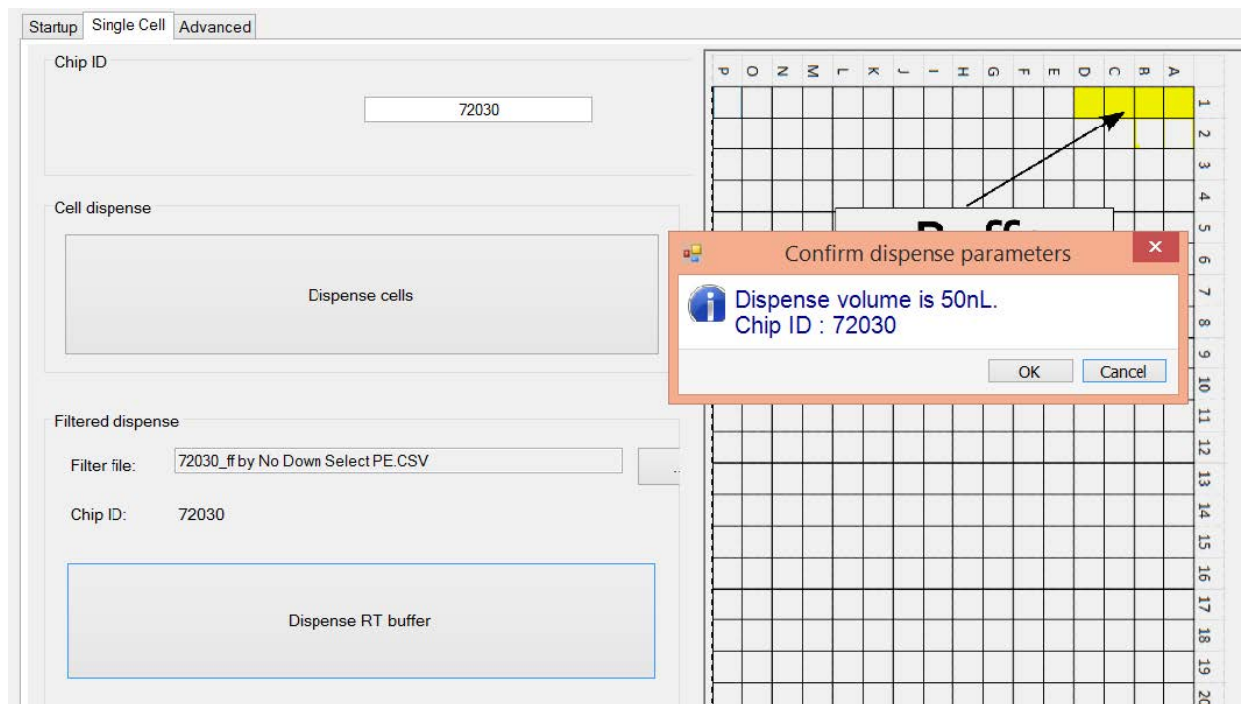 Startup Single Cell Advanced
Chip ID
72030
Cell dispense
Dispense cells
Filtered dispense
Filter file: 72030_ff by No Down Select PE.CSV ..
Chip ID: 72030
Dispense RT buffer
P O N M L K J I H G F E D C B A
1
2
3
4
5
6
7
8
9
10
11
12
13
14
15
16
17
18
19
20
Confirm dispense parameters
Dispense volume is 50nL.
Chip ID : 72030
OK Cancel